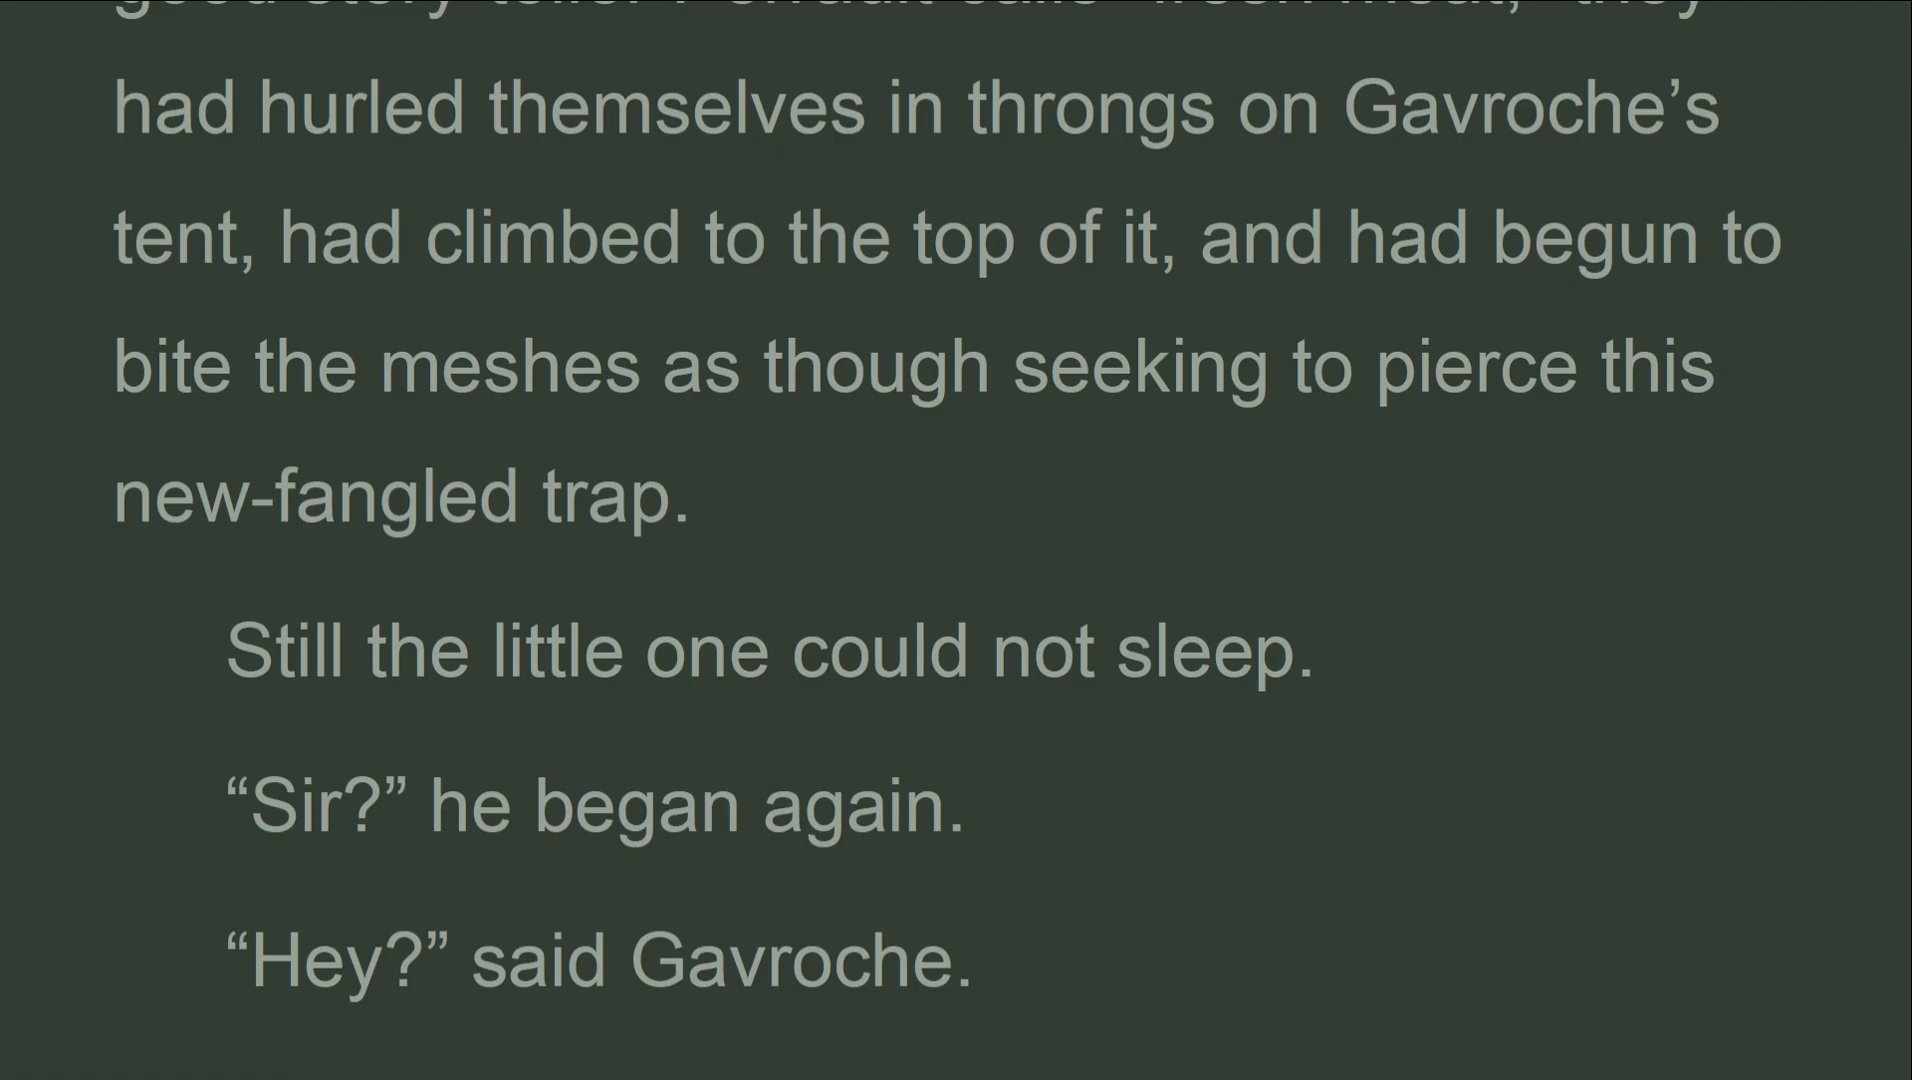 had hurled themselves in throngs on Gavroche’s
tent, had climbed to the top of it, and had begun to
bite the meshes as though seeking to pierce this
new-fangled trap.
Still the little one could not sleep.
“Sir?” he began again.
“Hey?” said Gavroche.